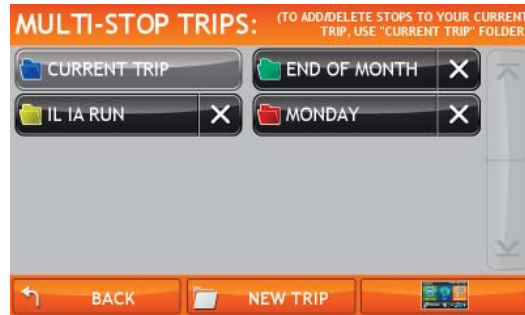 MULTI-STOP TRIPS:
(TO ADD/DELETE STOPS TO YOUR CURRENT
TRIP, USE "CURRENT TRIP" FOLDER
CURRENT TRIP
END OF MONTH
IL IA RUN
MONDAY
BACK
NEW TRIP